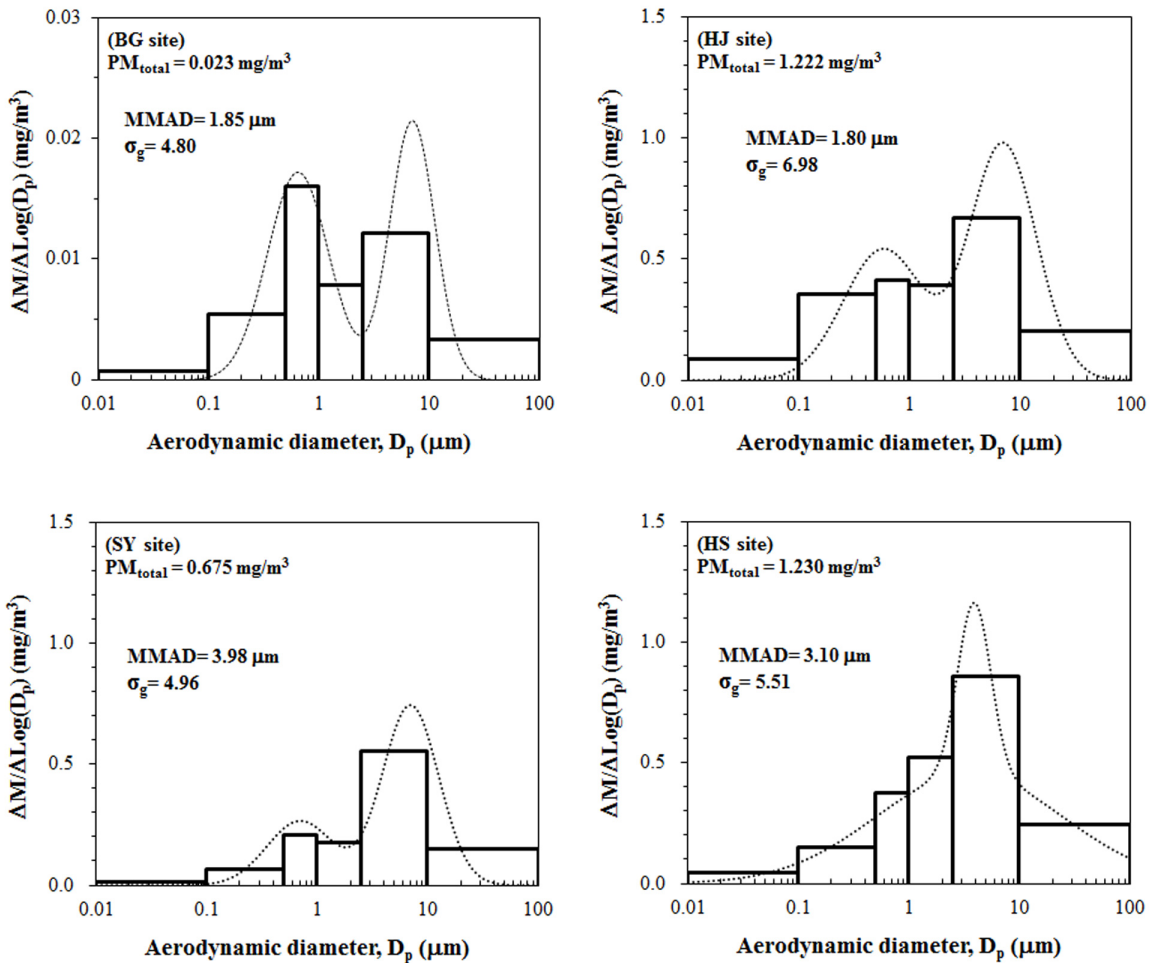 0.03
(BG site)
PMtotal = 0.023 mg/m³
MMAD= 1.85 μm
σg= 4.80
0.02
0.01
0
ΔM/ΔLog(Dp) (mg/m³)
0.01 0.1 1 10 100
Aerodynamic diameter, Dp (μm)
1.5
(HJ site)
PMtotal = 1.222 mg/m³
MMAD= 1.80 μm
σg= 6.98
1.0
0.5
0.0
ΔM/ΔLog(Dp) (mg/m³)
0.01 0.1 1 10 100
Aerodynamic diameter, Dp (μm)
1.5
(SY site)
PMtotal = 0.675 mg/m³
1.0
MMAD= 3.98 μm
σg= 4.96
0.5
0.0
ΔM/ΔLog(Dp) (mg/m³)
0.01 0.1 1 10 100
Aerodynamic diameter, Dp (μm)
1.5
(HS site)
PMtotal = 1.230 mg/m³
1.0
MMAD= 3.10 μm
σg= 5.51
0.5
0.0
ΔM/ΔLog(Dp) (mg/m³)
0.01 0.1 1 10 100
Aerodynamic diameter, Dp (μm)